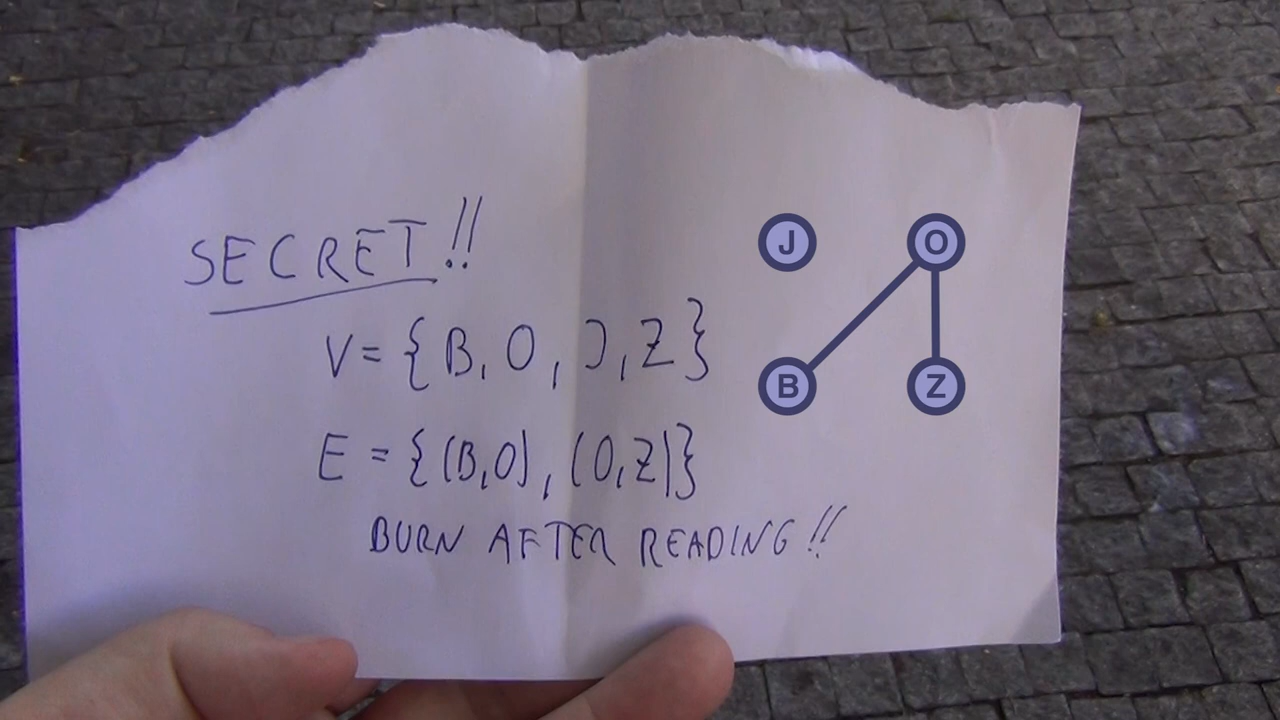 SECRET!!
V = {B, O, J, Z}
E = {(B,O), (O,Z)}
BURN AFTER READING!!
J O
B Z